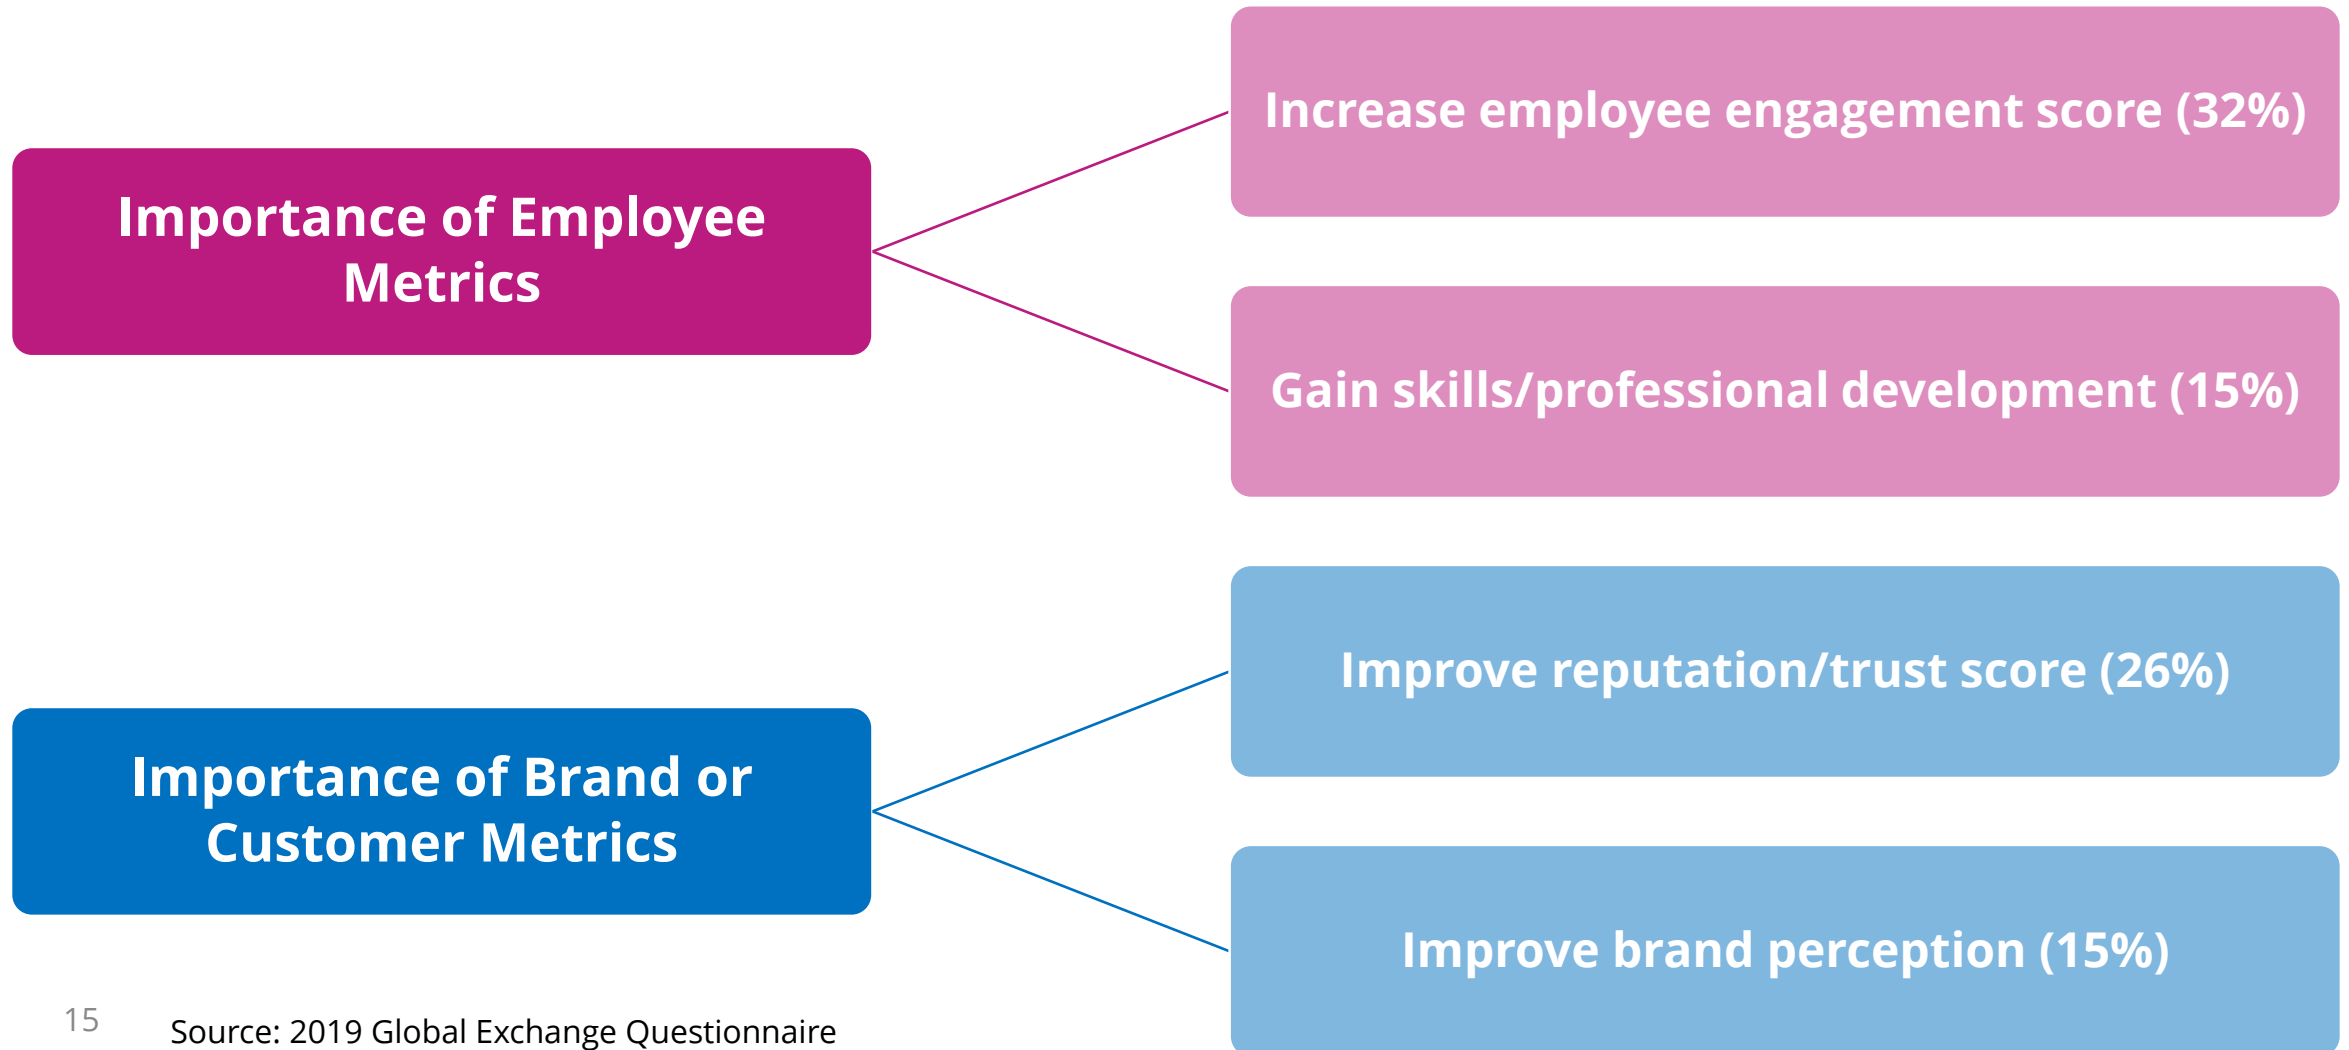 Importance of Employee
Metrics
Increase employee engagement score (32%)
Gain skills/professional development (15%)
Importance of Brand or
Customer Metrics
Improve reputation/trust score (26%)
Improve brand perception (15%)
15
Source: 2019 Global Exchange Questionnaire